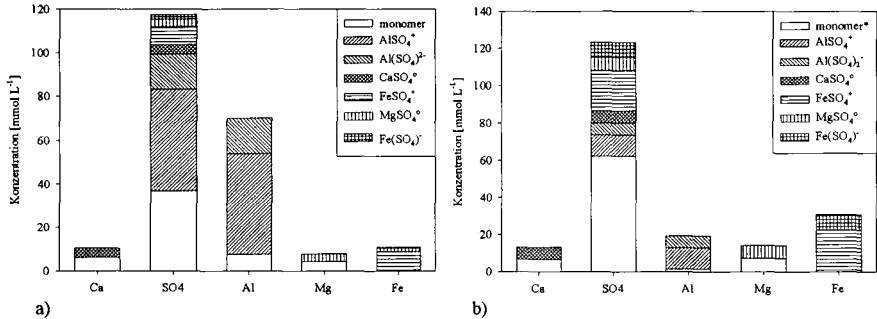 120
100
80
60
40
20
0
Konzentration [mmol L⁻¹]
Ca SO4 Al Mg Fe
monomer
AlSO₄⁺
Al(SO₄)²⁻
CaSO₄°
FeSO₄⁺
MgSO₄°
Fe(SO₄)⁻
a)
140
120
100
80
60
40
20
0
Konzentration [mmol L⁻¹]
Ca SO4 Al Mg Fe
monomer*
AlSO₄⁺
Al(SO₄)₂⁻
CaSO₄°
FeSO₄⁺
MgSO₄°
Fe(SO₄)⁻
b)